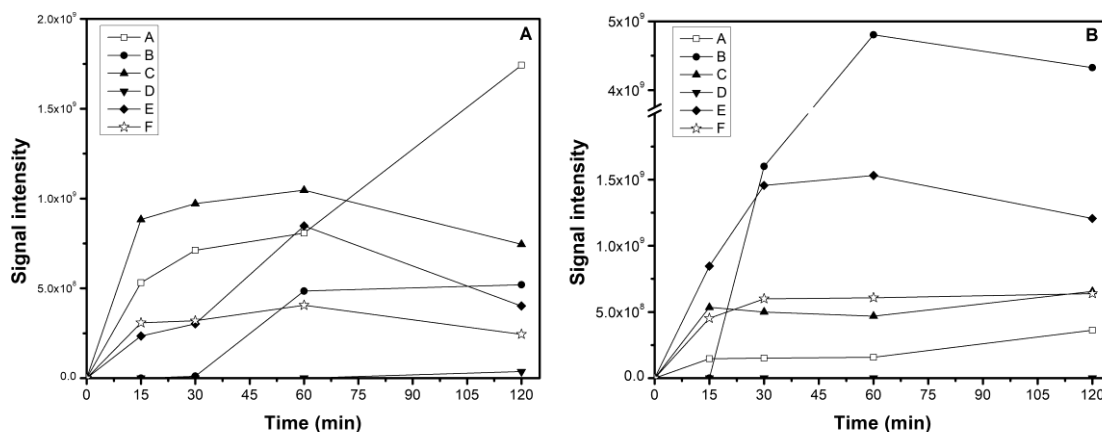 A
2.0x10⁹
1.5x10⁹
1.0x10⁹
5.0x10⁸
0.0
Signal intensity
A
B
C
D
E
F
0 15 30 45 60 75 90 105 120
Time (min)
B
5x10⁹
4x10⁹
1.5x10⁹
1.0x10⁹
5.0x10⁸
0.0
Signal intensity
A
B
C
D
E
F
0 15 30 45 60 75 90 105 120
Time (min)